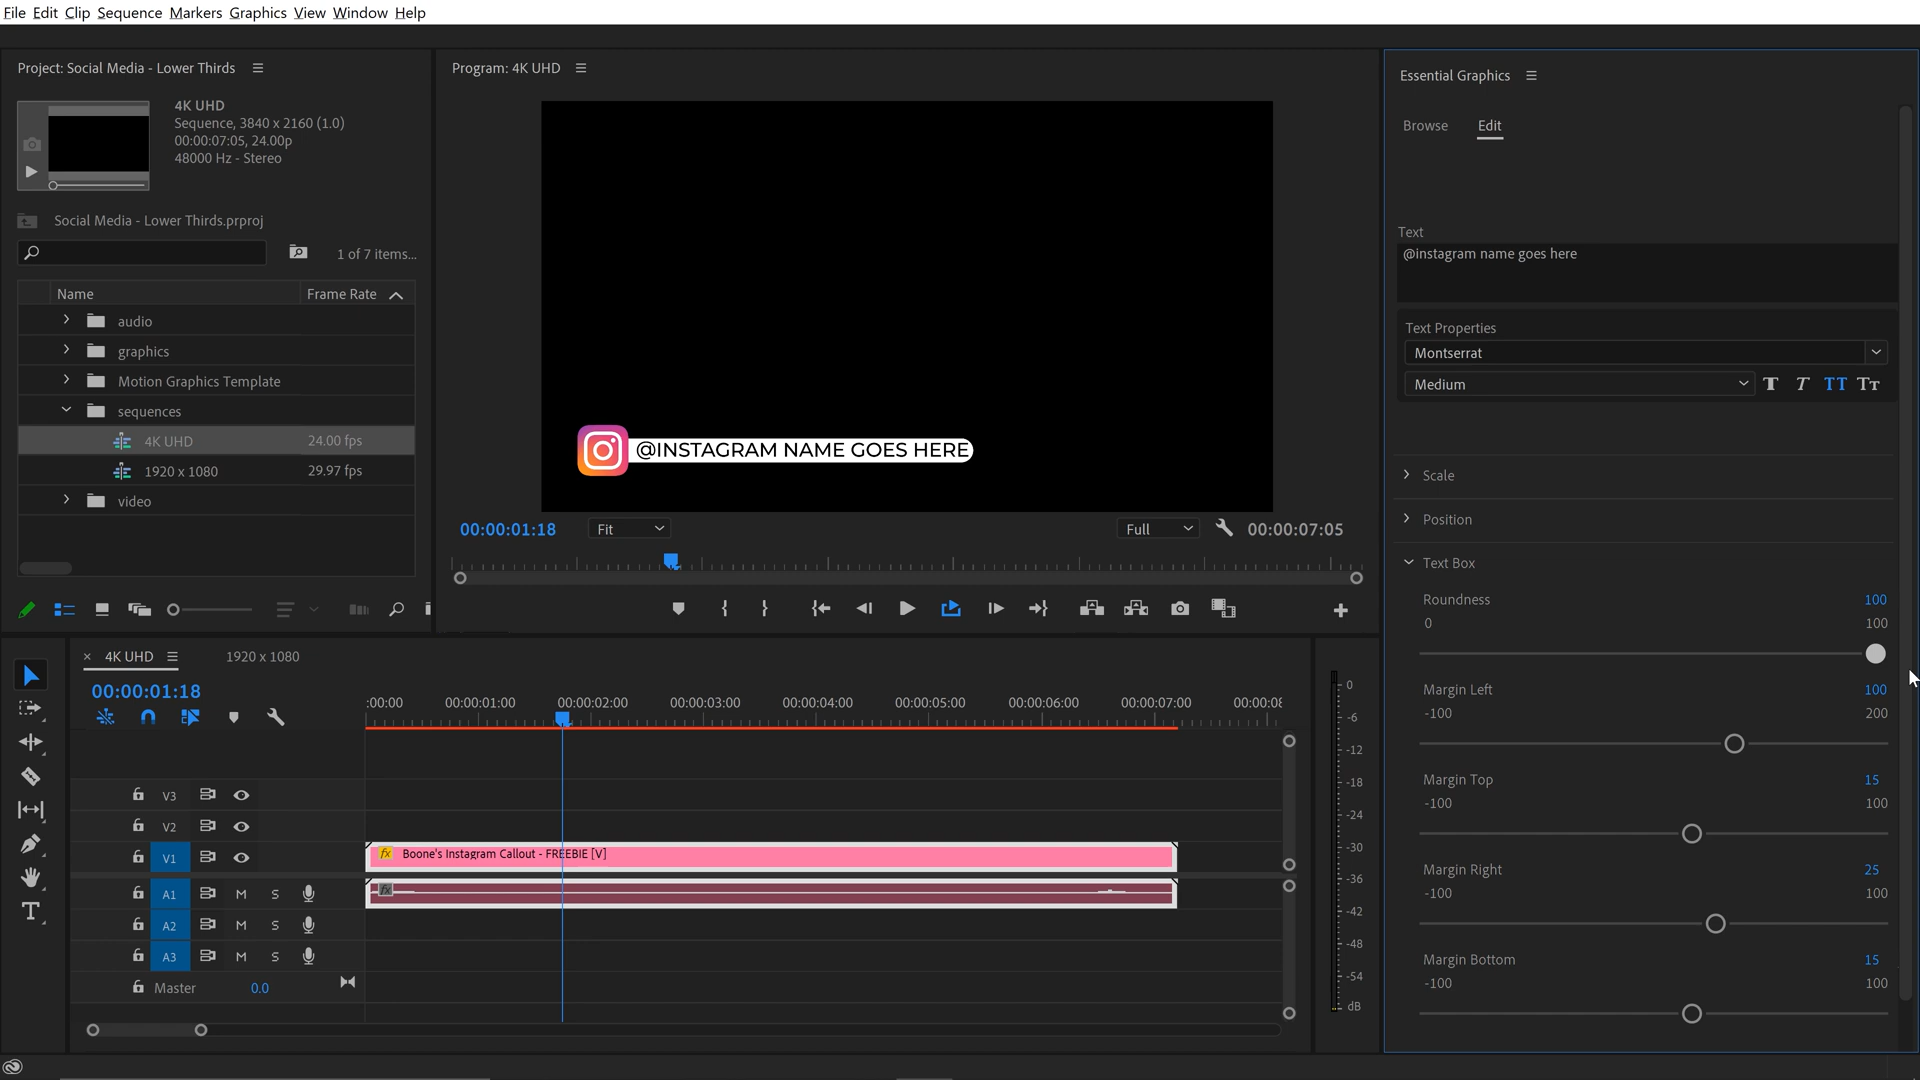 File Edit Clip Sequence Markers Graphics View Window Help
Project: Social Media - Lower Thirds
4K UHD
Sequence, 3840 x 2160 (1.0)
00:00:07:05, 24.00p
48000 Hz - Stereo
Social Media - Lower Thirds.prproj
1 of 7 items...
Name Frame Rate
audio
graphics
Motion Graphics Template
sequences
4K UHD 24.00 fps
1920 x 1080 29.97 fps
video
Program: 4K UHD
@INSTAGRAM NAME GOES HERE
00:00:01:18 Fit Full 00:00:07:05
Essential Graphics
Browse Edit
Text
@instagram name goes here
Text Properties
Montserrat
Medium T T TT Tt
Scale
Position
Text Box
Roundness 100
0 100
Margin Left 100
-100 200
Margin Top 15
-100 100
Margin Right 25
-100 100
Margin Bottom 15
-100 100
× 4K UHD 1920 x 1080
00:00:01:18
:00:00 00:00:01:00 00:00:02:00 00:00:03:00 00:00:04:00 00:00:05:00 00:00:06:00 00:00:07:00 00:00:08
V3
V2
V1 fx Boone's Instagram Callout - FREEBIE [V]
A1 M S fx
A2 M S
A3 M S
Master 0.0
T
0
-6
-12
-18
-24
-30
-36
-42
-48
-54
dB